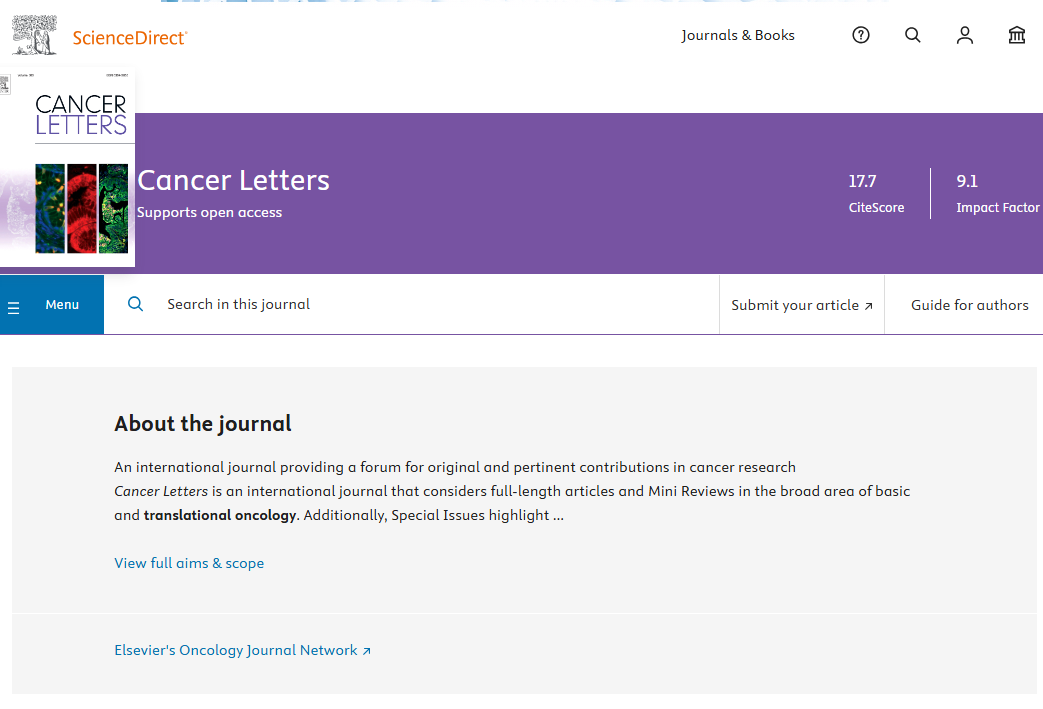 ScienceDirect
Journals & Books
CANCER
LETTERS
Cancer Letters
Supports open access
17.7
CiteScore
9.1
Impact Factor
Menu
Search in this journal
Submit your article ↗
Guide for authors
About the journal
An international journal providing a forum for original and pertinent contributions in cancer research
Cancer Letters is an international journal that considers full-length articles and Mini Reviews in the broad area of basic
and translational oncology. Additionally, Special Issues highlight ...
View full aims & scope
Elsevier's Oncology Journal Network ↗